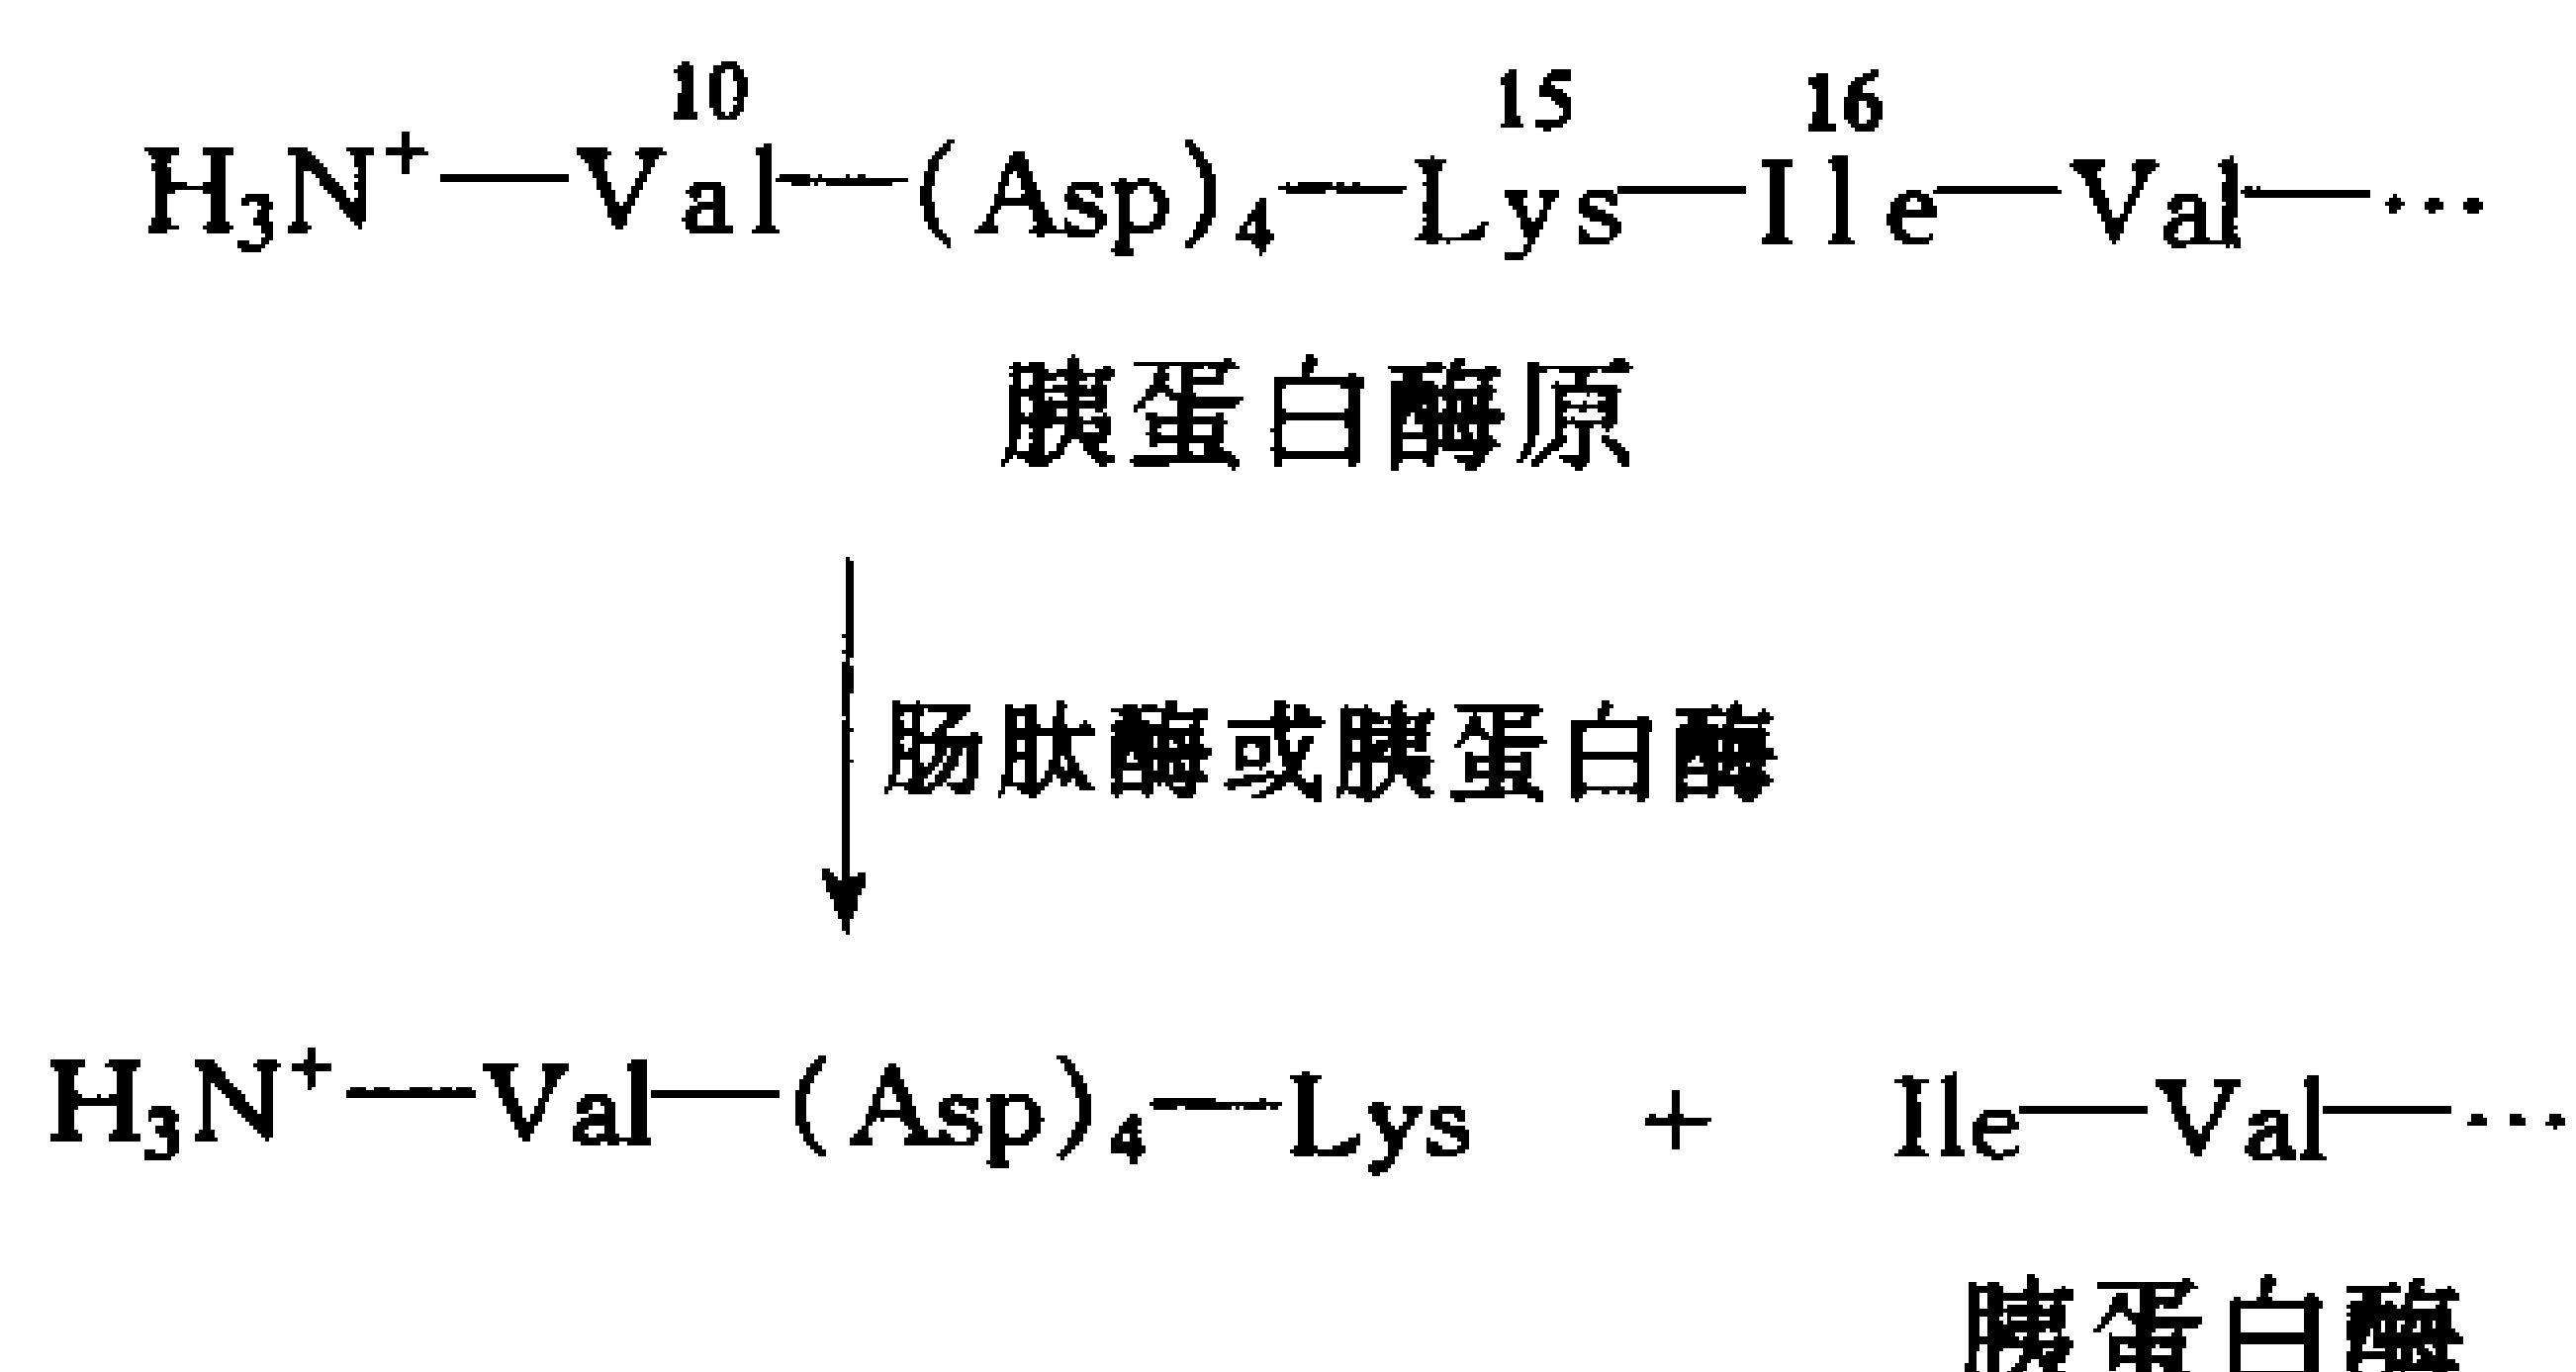 10 15 16
H₃N⁺—Val—(Asp)₄—Lys—Ile—Val—…
胰蛋白酶原
肠肽酶或胰蛋白酶
H₃N⁺—Val—(Asp)₄—Lys + Ile—Val—…
胰蛋白酶